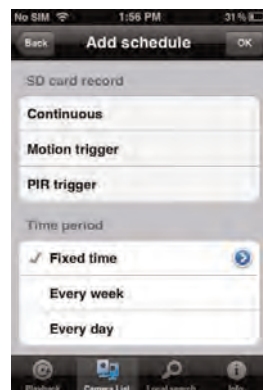 No SIM 1:56 PM 31 %
Back Add schedule OK
SD card record
Continuous
Motion trigger
PIR trigger
Time period
Fixed time
Every week
Every day
Playback Camera List Local search Info